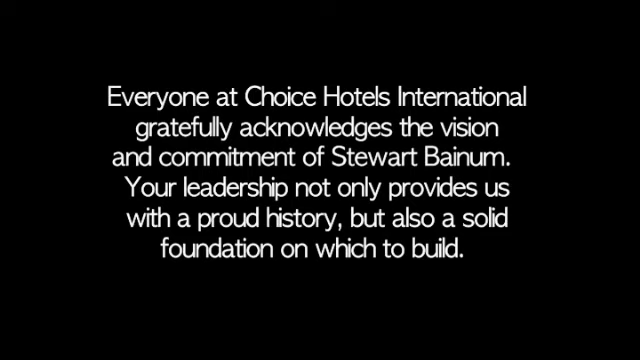 Everyone at Choice Hotels International
gratefully acknowledges the vision
and commitment of Stewart Bainum.
Your leadership not only provides us
with a proud history, but also a solid
foundation on which to build.